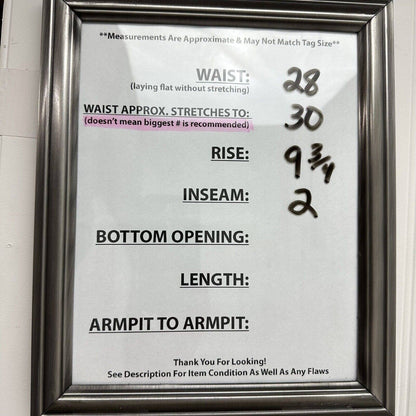 **Measurements Are Approximate & May Not Match Tag Size**
WAIST: 28
(laying flat without stretching)
WAIST APPROX. STRETCHES TO: 30
(doesn't mean biggest # is recommended)
RISE: 9 3/4
INSEAM: 2
BOTTOM OPENING:
LENGTH:
ARMPIT TO ARMPIT:
Thank You For Looking!
See Description For Item Condition As Well As Any Flaws